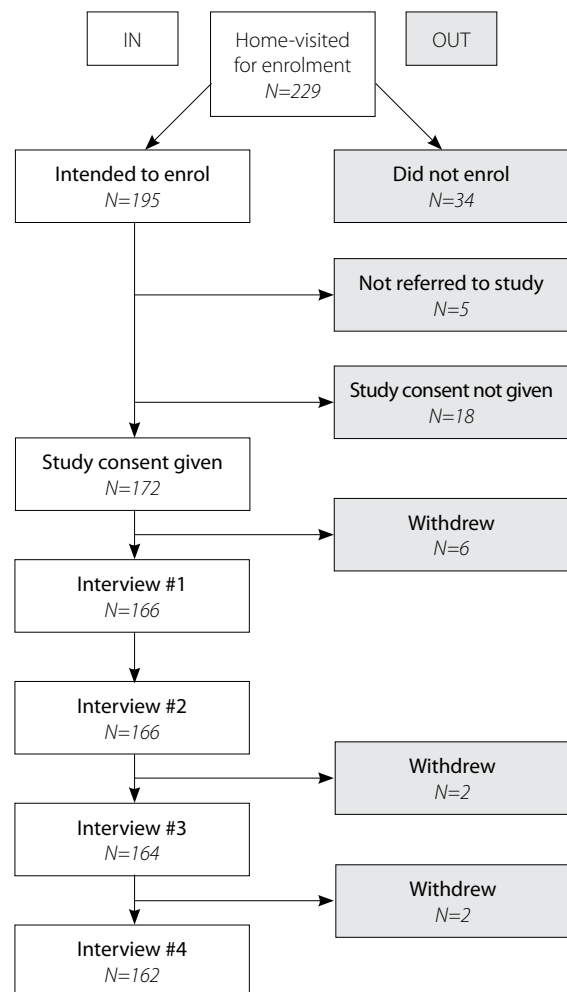 IN
Home-visited
for enrolment
N=229
OUT
Intended to enrol
N=195
Did not enrol
N=34
Not referred to study
N=5
Study consent not given
N=18
Study consent given
N=172
Withdrew
N=6
Interview #1
N=166
Interview #2
N=166
Withdrew
N=2
Interview #3
N=164
Withdrew
N=2
Interview #4
N=162